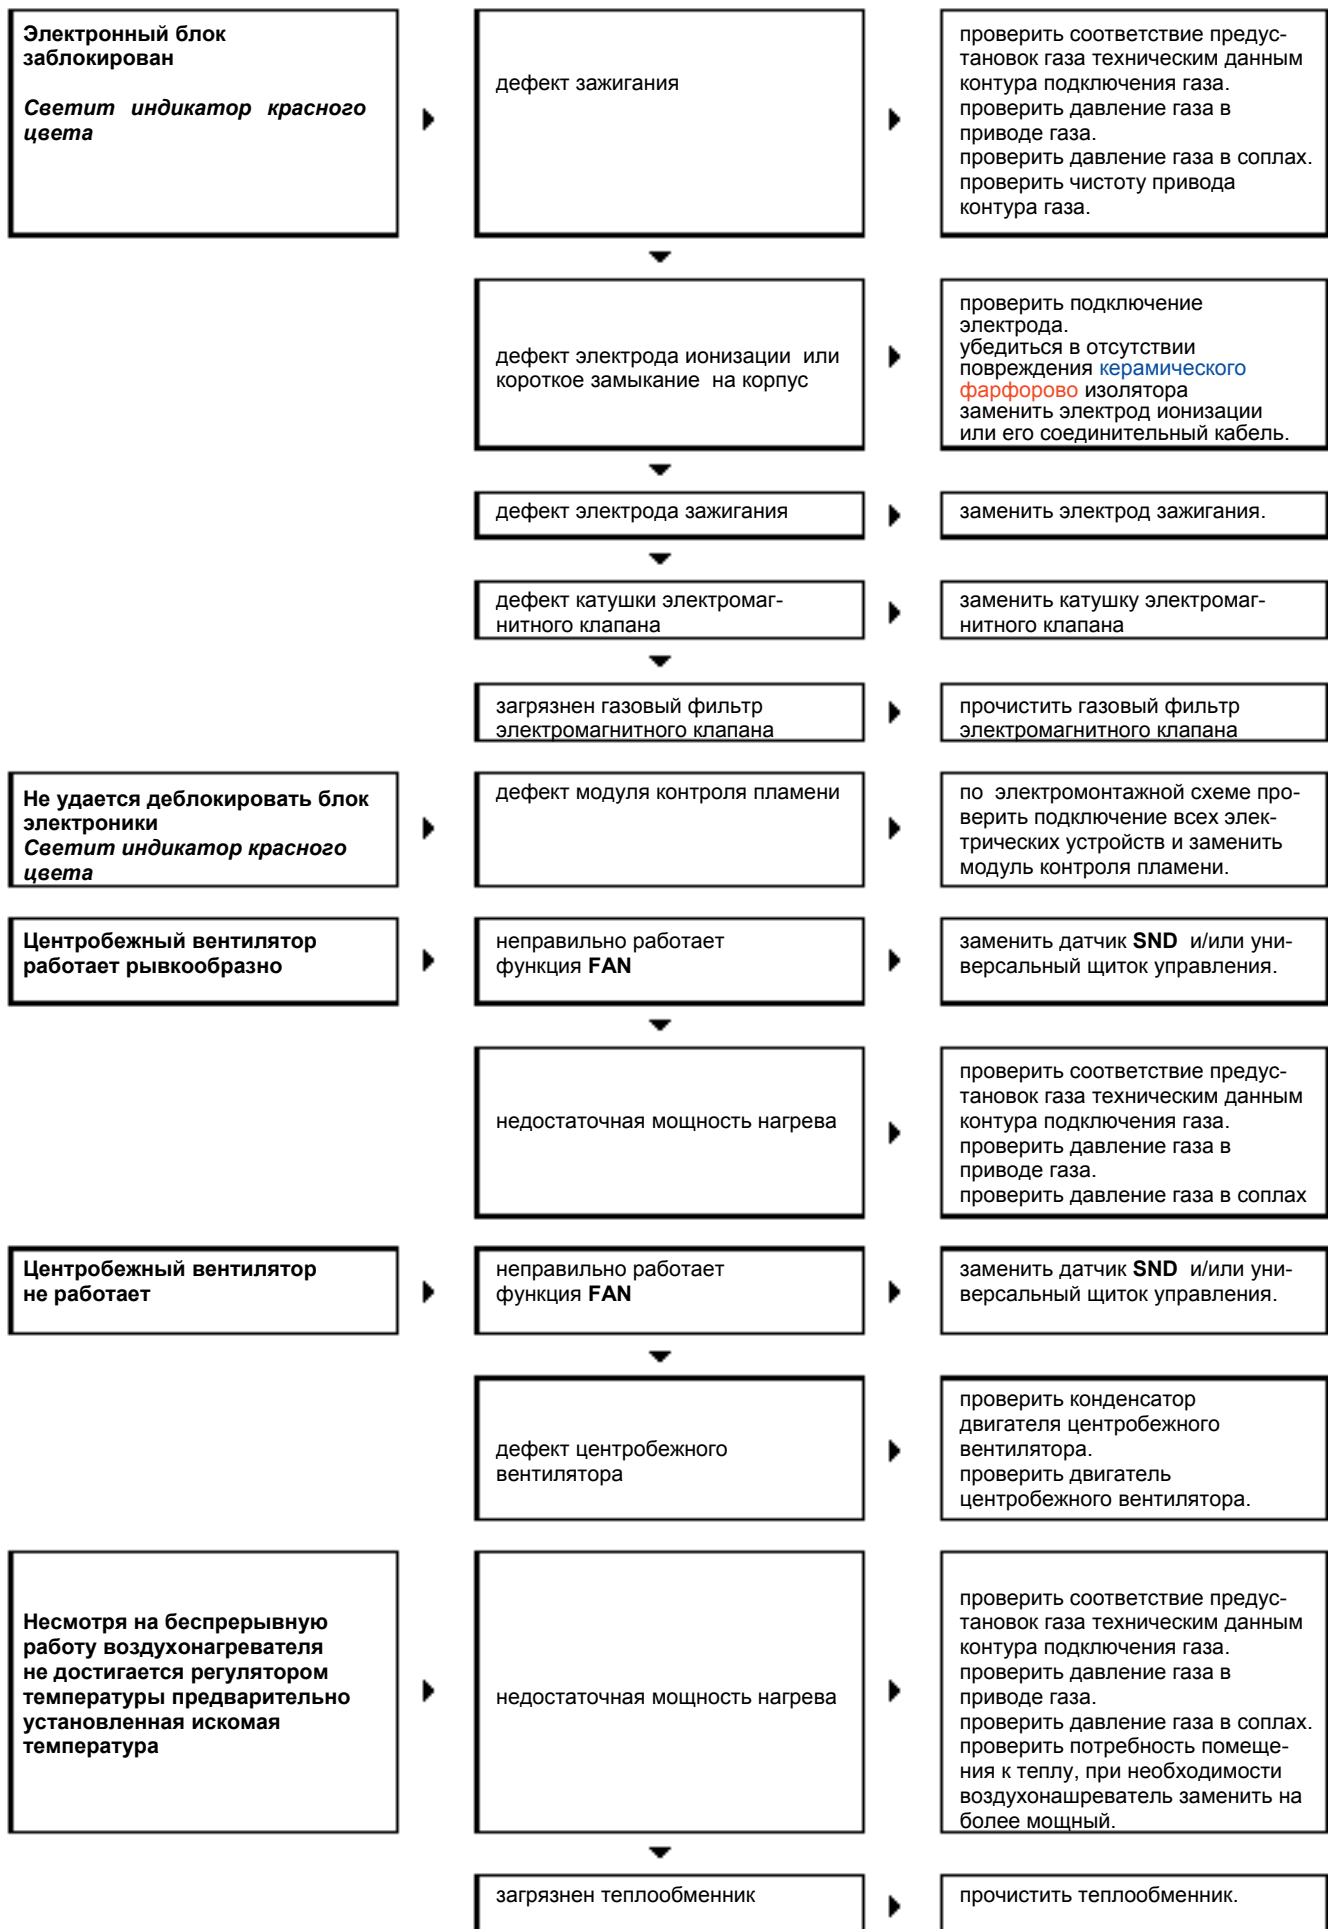 Электронный блок
заблокирован
Светит индикатор красного
цвета
дефект зажигания
проверить соответствие предус-
тановок газа техническим данным
контура подключения газа.
проверить давление газа в
приводе газа.
проверить давление газа в соплах.
проверить чистоту привода
контура газа.
дефект электрода ионизации или
короткое замыкание на корпус
проверить подключение
электрода.
убедиться в отсутствии
повреждения керамического
фарфорово изолятора
заменить электрод ионизации
или его соединительный кабель.
дефект электрода зажигания
заменить электрод зажигания.
дефект катушки электромаг-
нитного клапана
заменить катушку электромаг-
нитного клапана
загрязнен газовый фильтр
электромагнитного клапана
прочистить газовый фильтр
электромагнитного клапана
Не удается деблокировать блок
электроники
Светит индикатор красного
цвета
дефект модуля контроля пламени
по электромонтажной схеме про-
верить подключение всех элек-
трических устройств и заменить
модуль контроля пламени.
Центробежный вентилятор
работает рывкообразно
неправильно работает
функция FAN
заменить датчик SND и/или уни-
версальный щиток управления.
недостаточная мощность нагрева
проверить соответствие предус-
тановок газа техническим данным
контура подключения газа.
проверить давление газа в
приводе газа.
проверить давление газа в соплах
Центробежный вентилятор
не работает
неправильно работает
функция FAN
заменить датчик SND и/или уни-
версальный щиток управления.
дефект центробежного
вентилятора
проверить конденсатор
двигателя центробежного
вентилятора.
проверить двигатель
центробежного вентилятора.
Несмотря на беспрерывную
работу воздухонагревателя
не достигается регулятором
температуры предварительно
установленная искомая
температура
недостаточная мощность нагрева
проверить соответствие предус-
тановок газа техническим данным
контура подключения газа.
проверить давление газа в
приводе газа.
проверить давление газа в соплах.
проверить потребность помеще-
ния к теплу, при необходимости
воздухонашреватель заменить на
более мощный.
загрязнен теплообменник
прочистить теплообменник.